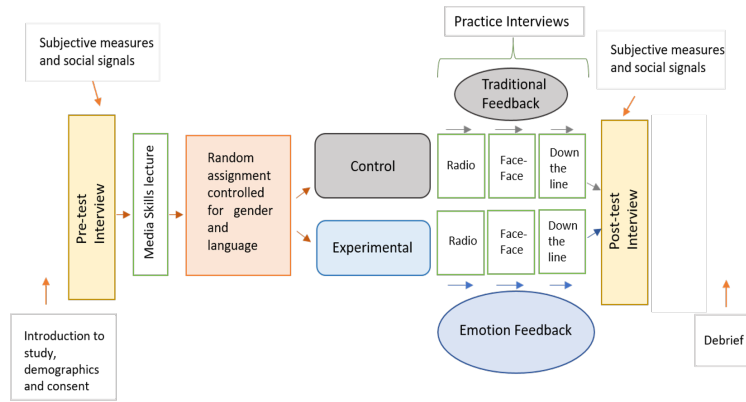 Practice Interviews
Subjective measures
and social signals
Subjective measures
and social signals
Traditional
Feedback
Pre-test
Interview
Media Skills lecture
Random
assignment
controlled
for gender
and
language
Control
Radio
Face-
Face
Down
the
line
Experimental
Radio
Face-
Face
Down
the
line
Post-test
Interview
Emotion Feedback
Introduction to
study,
demographics
and consent
Debrief